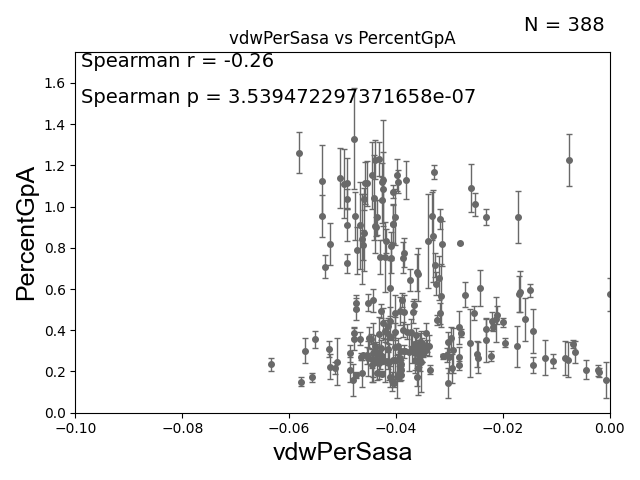 N = 388
vdwPerSasa vs PercentGpA
Spearman r = -0.26
Spearman p = 3.539472297371658e-07
PercentGpA
1.6
1.4
1.2
1.0
0.8
0.6
0.4
0.2
0.0
−0.10 −0.08 −0.06 −0.04 −0.02 0.00
vdwPerSasa